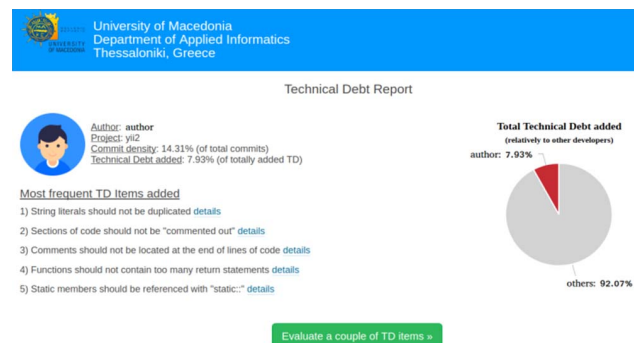 UNIVERSITY
OF MACEDONIA
University of Macedonia
Department of Applied Informatics
Thessaloniki, Greece
Technical Debt Report
Author: author
Project: yii2
Commit density: 14.31% (of total commits)
Technical Debt added: 7.93% (of totally added TD)
Most frequent TD Items added
1) String literals should not be duplicated details
2) Sections of code should not be "commented out" details
3) Comments should not be located at the end of lines of code details
4) Functions should not contain too many return statements details
5) Static members should be referenced with "static::" details
Total Technical Debt added
(relatively to other developers)
author: 7.93%
others: 92.07%
Evaluate a couple of TD items »